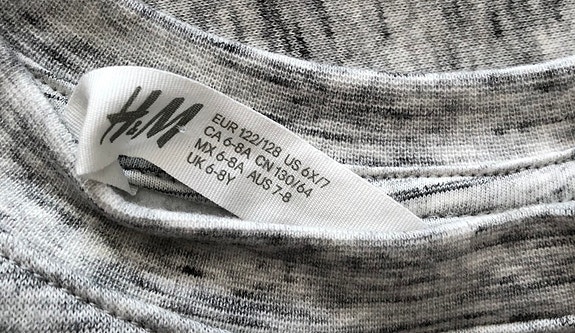 H&M
EUR 122/128 US 6X/7
CA 6-8A CN 130/64
MX 6-8A AUS 7-8
UK 6-8Y